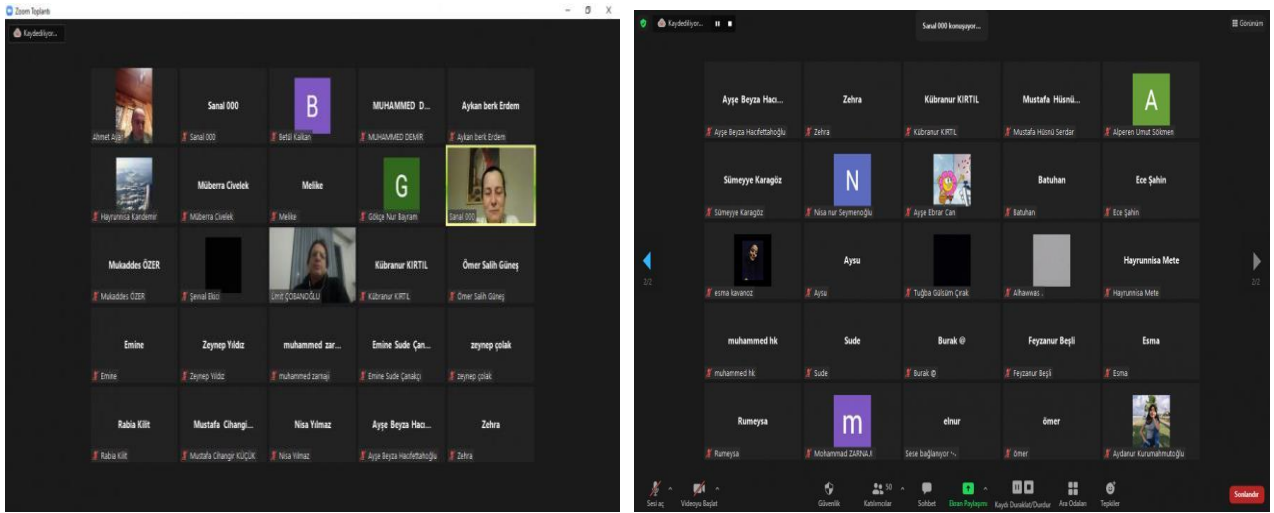 Zoom Toplantı
Kaydediliyor...
Ahmet Ajar
Sanal 000
Sanal 000
B
Betül Kalkan
MUHAMMED D...
MUHAMMED DEMİR
Aykan berk Erdem
Aykan berk Erdem
Hayrunnisa Kandemir
Müberra Civelek
Müberra Civelek
Melike
Melike
G
Gökçe Nur Bayram
Sanal 000
Mukaddes ÖZER
Mukaddes ÖZER
Şevval Ekici
Ümit ÇOBANOĞLU
Kübranur KIRTIL
Kübranur KIRTIL
Ömer Salih Güneş
Ömer Salih Güneş
Emine
Emine
Zeynep Yıldız
Zeynep Yıldız
muhammed zar...
muhammed zarnaji
Emine Sude Çan...
Emine Sude Çanakçı
zeynep çolak
zeynep çolak
Rabia Kilit
Rabia Kilit
Mustafa Cihangi...
Mustafa Cihangir KÜÇÜK
Nisa Yılmaz
Nisa Yılmaz
Ayşe Beyza Hacı...
Ayşe Beyza Hacıfettahoğlu
Zehra
Zehra
Kaydediliyor...
Sanal 000 konuşuyor...
Görünüm
Ayşe Beyza Hacı...
Ayşe Beyza Hacıfettahoğlu
Zehra
Zehra
Kübranur KIRTIL
Kübranur KIRTIL
Mustafa Hüsnü...
Mustafa Hüsnü Serdar
A
Alperen Umut Sökmen
Sümeyye Karagöz
Sümeyye Karagöz
N
Nisa nur Seymenoğlu
Ayşe Ebrar Can
Batuhan
Batuhan
Ece Şahin
Ece Şahin
esma kavanoz
Aysu
Aysu
Tuğba Gülsüm Çırak
Alhawwas .
Hayrunnisa Mete
Hayrunnisa Mete
2/2
2/2
muhammed hk
muhammed hk
Sude
Sude
Burak @
Burak @
Feyzanur Beşli
Feyzanur Beşli
Esma
Esma
Rumeysa
Rumeysa
m
Mohammad ZARNAJI
elnur
Sese bağlanıyor
ömer
ömer
Aydanur Kurumahmutoğlu
Sesi aç
Videoyu Başlat
Güvenlik
50
Katılımcılar
Sohbet
Ekran Paylaşımı
Kaydı Duraklat/Durdur
Ara Odaları
Tepkiler
Sonlandır